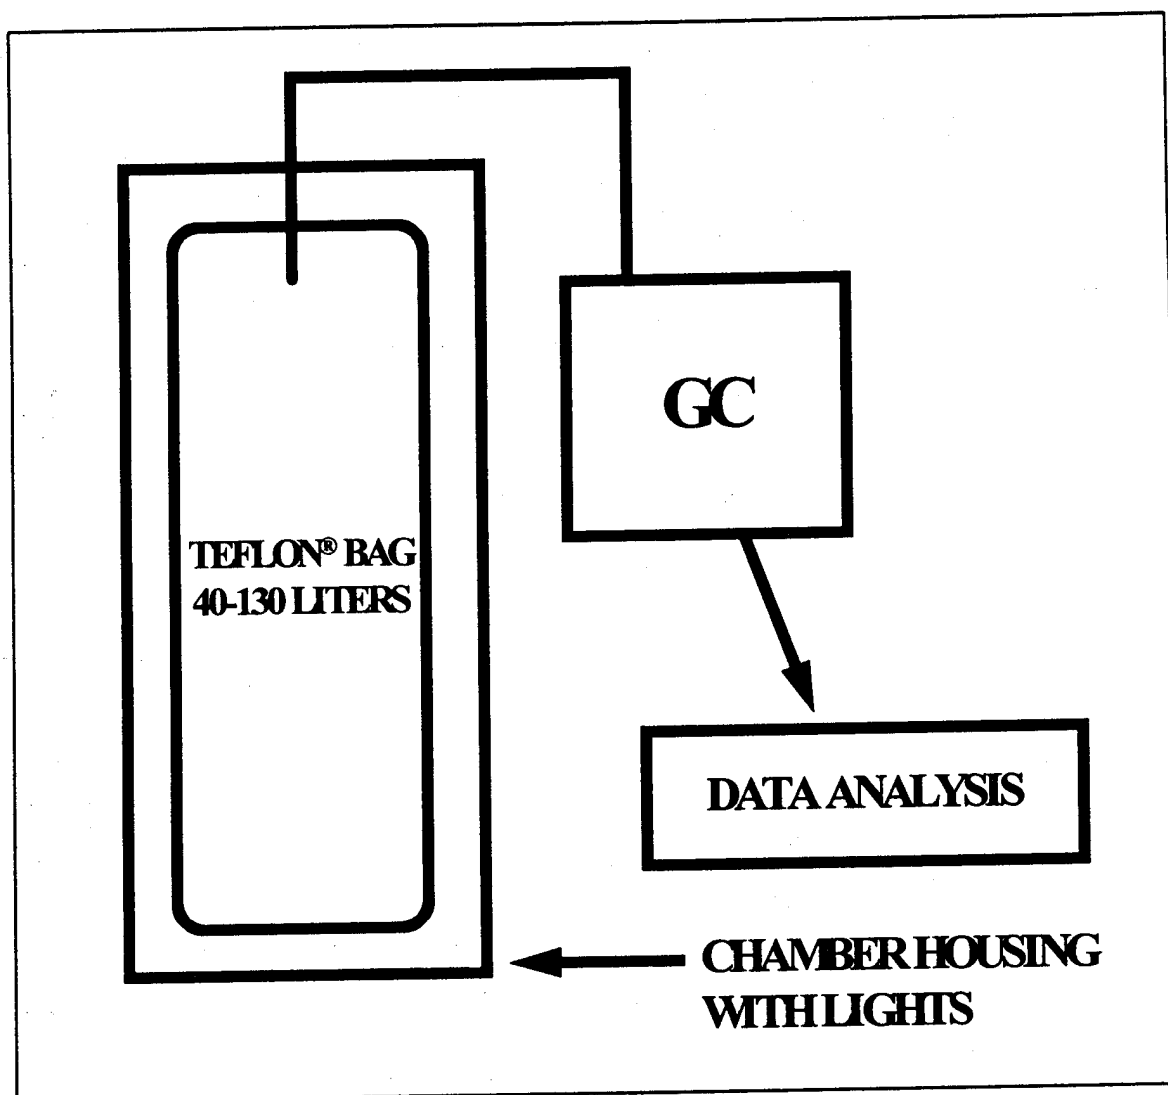 GC
TEFLON® BAG
40-130 LITERS
DATA ANALYSIS
CHAMBER HOUSING
WITH LIGHTS